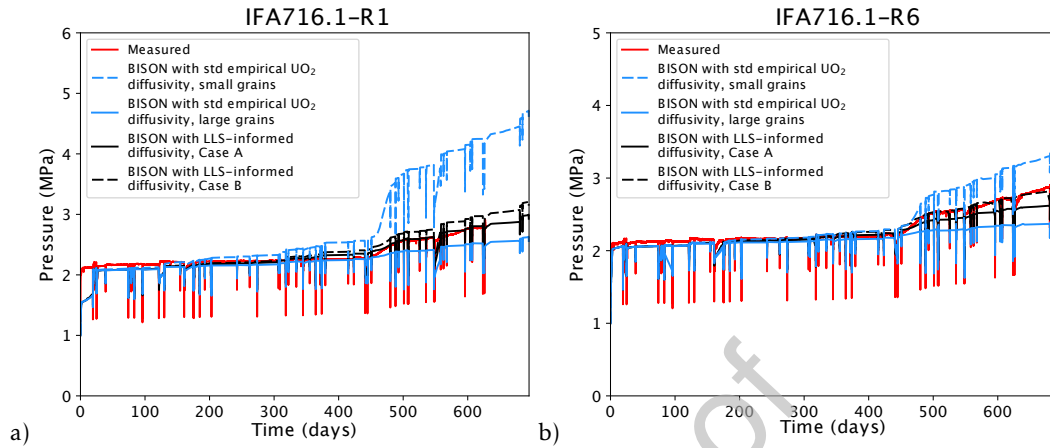 IFA716.1−R1
6
5
4
3
2
1
0
Pressure (MPa)
Measured
BISON with std empirical UO₂
diffusivity, small grains
BISON with std empirical UO₂
diffusivity, large grains
BISON with LLS−informed
diffusivity, Case A
BISON with LLS−informed
diffusivity, Case B
0 100 200 300 400 500 600
Time (days)
a)
IFA716.1−R6
5
4
3
2
1
0
Pressure (MPa)
Measured
BISON with std empirical UO₂
diffusivity, small grains
BISON with std empirical UO₂
diffusivity, large grains
BISON with LLS−informed
diffusivity, Case A
BISON with LLS−informed
diffusivity, Case B
0 100 200 300 400 500 600
Time (days)
b)
of